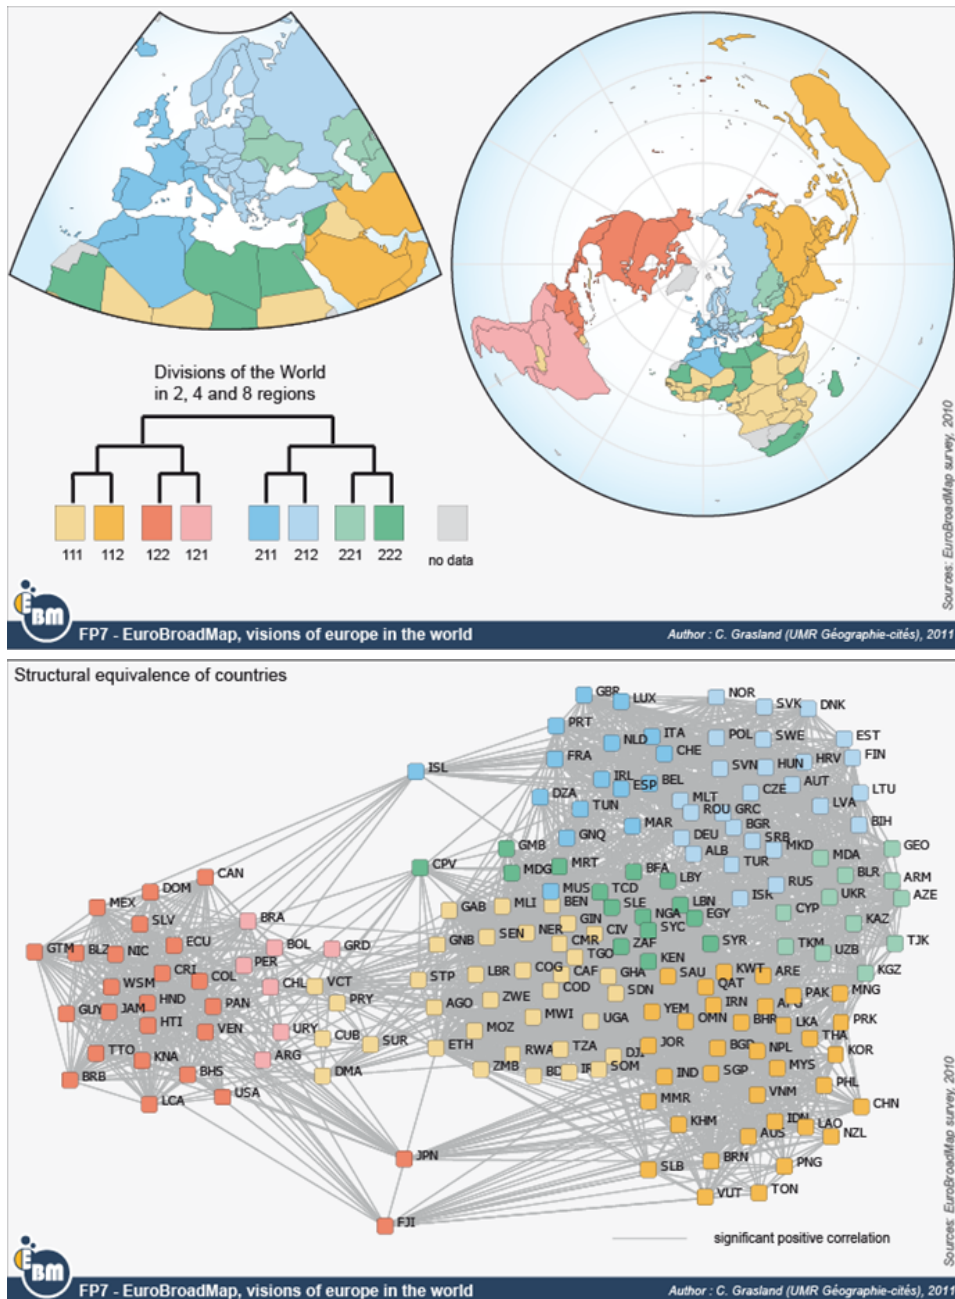 Divisions of the World
in 2, 4 and 8 regions
111 112 122 121 211 212 221 222 no data
Sources: EuroBroadMap survey, 2010
EBM
FP7 - EuroBroadMap, visions of europe in the world
Author : C. Grasland (UMR Géographie-cités), 2011
Structural equivalence of countries
GBR LUX NOR SVK DNK
PRT NLD ITA POL SWE EST
FRA CHE SVN HUN HRV FIN
ISL IRL ESP BEL CZE AUT LTU
DZA TUN MLT ROU GRC LVA
GNQ MAR DEU BGR SRB BIH
GMB ALB MKD MDA GEO
CPV MDG MRT BFA TUR BLR ARM
CAN LBY RUS UKR AZE
DOM MUS TCD ISR
MEX GAB MLI BEN SLE LBN CYP KAZ
SLV BRA GIN NGA EGY
GTM BLZ NIC ECU BOL GRD GNB SEN NER CIV SYC SYR TKM UZB TJK
PER CMR TGO ZAF KEN
WSM CRI COL CHL VCT STP LBR COG CAF GHA SAU KWT ARE KGZ
GUY JAM HND PAN PRY AGO ZWE COD SDN QAT IRN AFG PAK MNG
HTI VEN URY CUB MOZ MWI UGA YEM OMN BHR LKA PRK
TTO KNA ARG SUR ETH RWA TZA DJI JOR BGD NPL THA KOR
BRB BHS DMA ZMB SOM IND SGP MYS PHL
LCA USA MMR VNM CHN
KHM AUS IDN LAO NZL
JPN SLB BRN PNG
VUT TON
FJI
significant positive correlation
Sources: EuroBroadMap survey, 2010
EBM
FP7 - EuroBroadMap, visions of europe in the world
Author : C. Grasland (UMR Géographie-cités), 2011